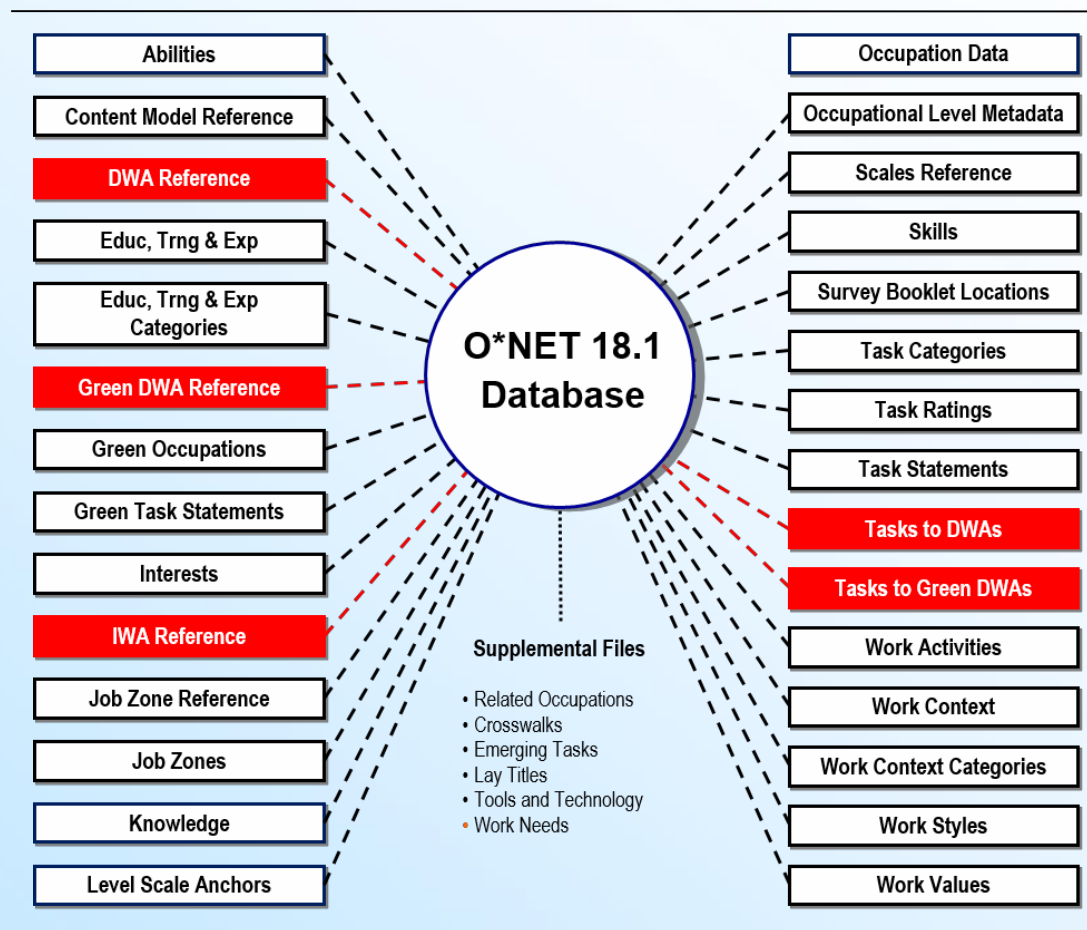 Abilities
Content Model Reference
DWA Reference
Educ, Trng & Exp
Educ, Trng & Exp
Categories
Green DWA Reference
Green Occupations
Green Task Statements
Interests
IWA Reference
Job Zone Reference
Job Zones
Knowledge
Level Scale Anchors
O*NET 18.1
Database
Supplemental Files
• Related Occupations
• Crosswalks
• Emerging Tasks
• Lay Titles
• Tools and Technology
• Work Needs
Occupation Data
Occupational Level Metadata
Scales Reference
Skills
Survey Booklet Locations
Task Categories
Task Ratings
Task Statements
Tasks to DWAs
Tasks to Green DWAs
Work Activities
Work Context
Work Context Categories
Work Styles
Work Values